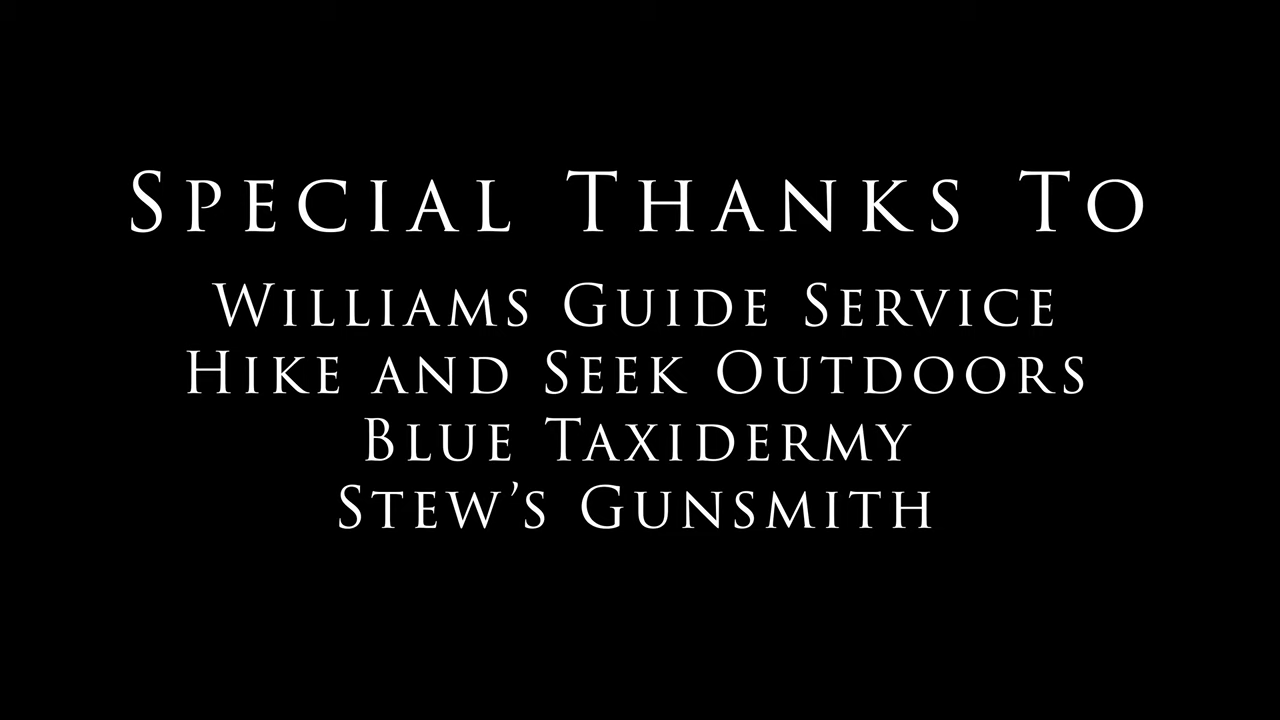 Special Thanks To
Williams Guide Service
Hike and Seek Outdoors
Blue Taxidermy
Stew’s Gunsmith